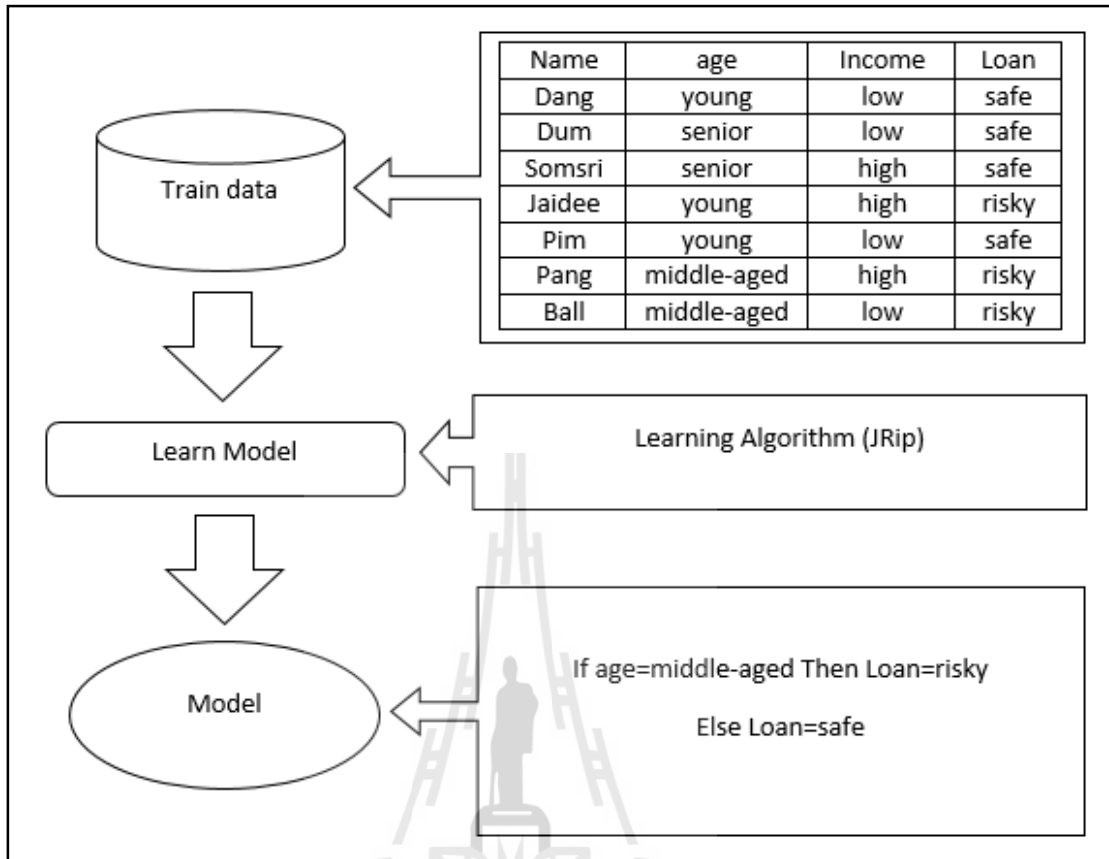 Name age Income Loan
Dang young low safe
Dum senior low safe
Somsri senior high safe
Jaidee young high risky
Pim young low safe
Pang middle-aged high risky
Ball middle-aged low risky
Train data
Learn Model
Learning Algorithm (JRip)
Model
If age=middle-aged Then Loan=risky
Else Loan=safe